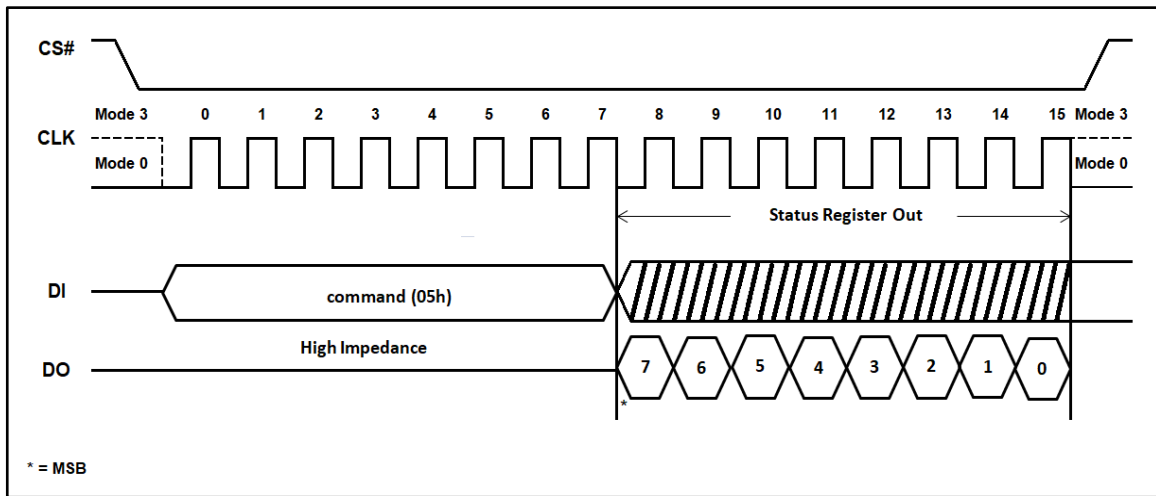 CS#
Mode 3 0 1 2 3 4 5 6 7 8 9 10 11 12 13 14 15 Mode 3
CLK
Mode 0 Mode 0
Status Register Out
DI command (05h)
High Impedance
DO 7 6 5 4 3 2 1 0
*
* = MSB